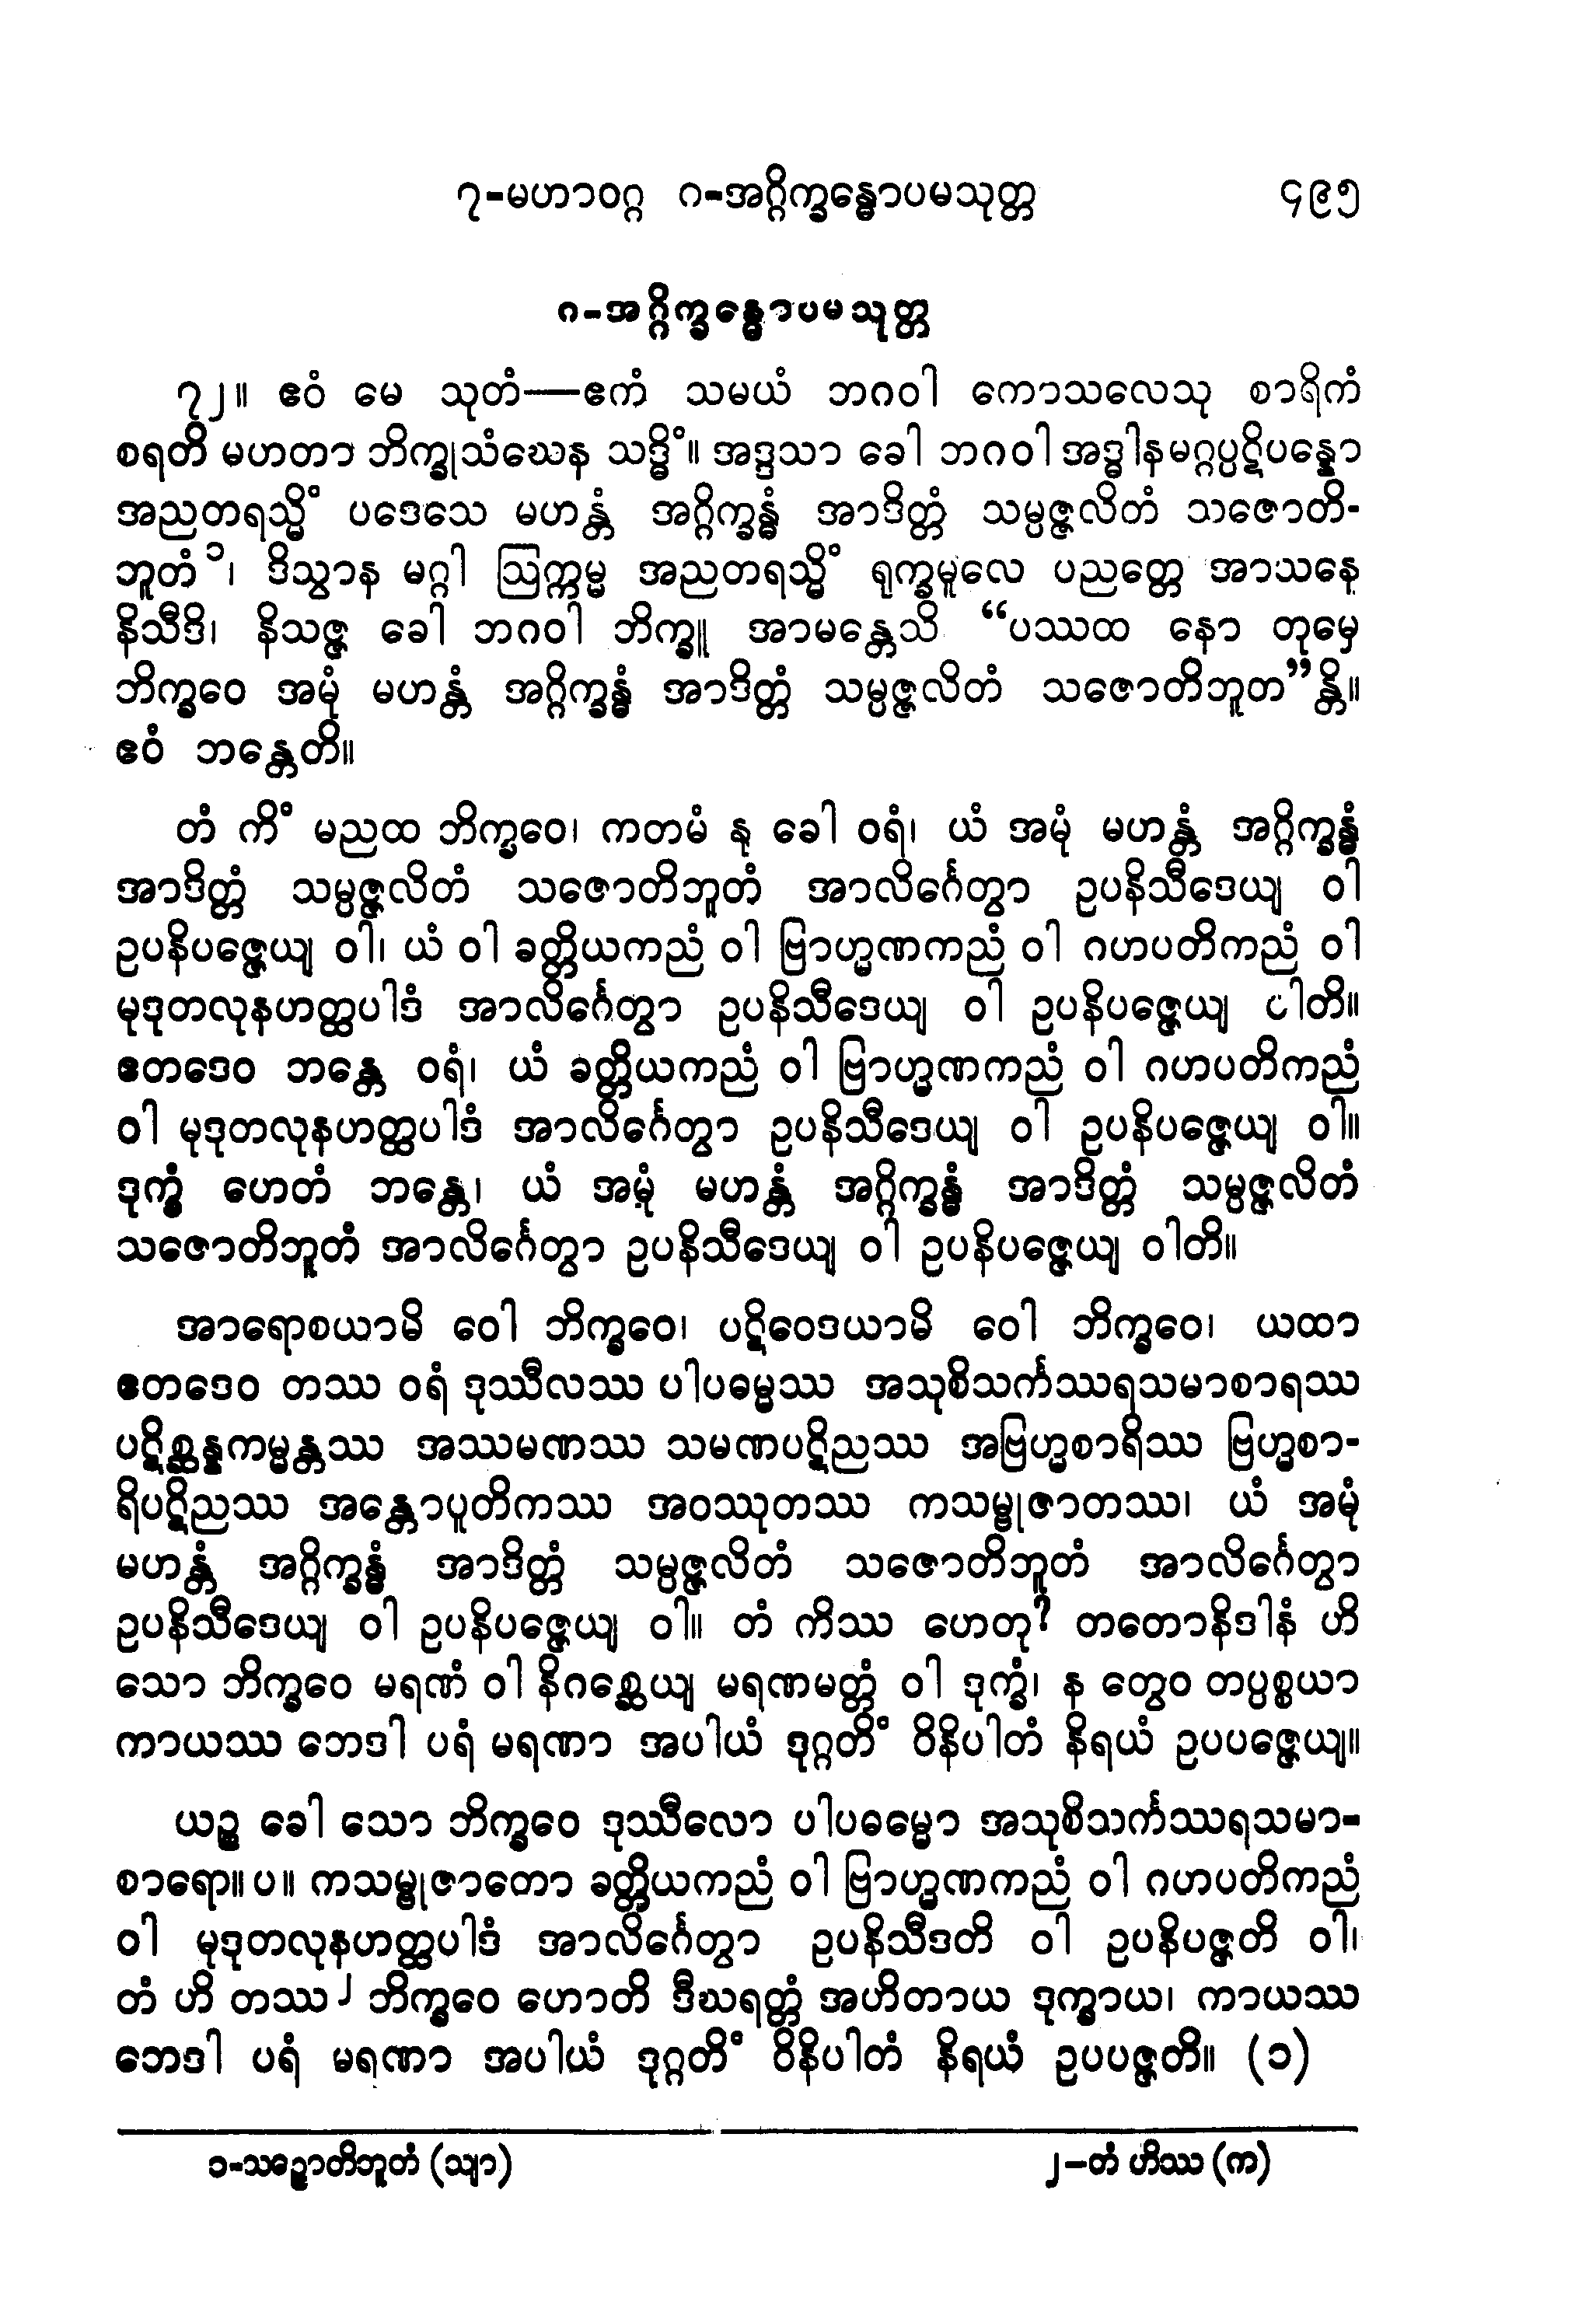 ၇-မဟာဝဂ္ဂ ဂ-အဂ္ဂိက္ခန္ဓောပမသုတ္တ ၄၉၅
ဂ-အဂ္ဂိက္ခန္ဓောပမသုတ္တ
၇၂။ ဧဝံ မေ သုတံ—ဧကံ သမယံ ဘဂဝါ ကောသလေသု စာရိကံ
စရတိ မဟတာ ဘိက္ခုသံဃေန သဒ္ဓိံ။ အဒ္ဒသာ ခေါ ဘဂဝါ အဒ္ဓါနမဂ္ဂပ္ပဋိပန္နော
အညတရသ္မိံ ပဒေသေ မဟန္တံ အဂ္ဂိက္ခန္ဓံ အာဒိတ္တံ သမ္ပဇ္ဇလိတံ သဇောတိ-
ဘူတံ၁၊ ဒိသွာန မဂ္ဂါ ဩက္ကမ္မ အညတရသ္မိံ ရုက္ခမူလေ ပညတ္တေ အာသနေ
နိသီဒိ၊ နိသဇ္ဇ ခေါ ဘဂဝါ ဘိက္ခူ အာမန္တေသိ “ပဿထ နော တုမှေ
ဘိက္ခဝေ အမုံ မဟန္တံ အဂ္ဂိက္ခန္ဓံ အာဒိတ္တံ သမ္ပဇ္ဇလိတံ သဇောတိဘူတ”န္တိ။
ဧဝံ ဘန္တေတိ။
တံ ကိံ မညထ ဘိက္ခဝေ၊ ကတမံ နု ခေါ ဝရံ၊ ယံ အမုံ မဟန္တံ အဂ္ဂိက္ခန္ဓံ
အာဒိတ္တံ သမ္ပဇ္ဇလိတံ သဇောတိဘူတံ အာလိင်္ဂေတွာ ဥပနိသီဒေယျ ဝါ
ဥပနိပဇ္ဇေယျ ဝါ၊ ယံ ဝါ ခတ္တိယကညံ ဝါ ဗြာဟ္မဏကညံ ဝါ ဂဟပတိကညံ ဝါ
မုဒုတလုနဟတ္ထပါဒံ အာလိင်္ဂေတွာ ဥပနိသီဒေယျ ဝါ ဥပနိပဇ္ဇေယျ ဝါတိ။
ဧတဒေဝ ဘန္တေ ဝရံ၊ ယံ ခတ္တိယကညံ ဝါ ဗြာဟ္မဏကညံ ဝါ ဂဟပတိကညံ
ဝါ မုဒုတလုနဟတ္ထပါဒံ အာလိင်္ဂေတွာ ဥပနိသီဒေယျ ဝါ ဥပနိပဇ္ဇေယျ ဝါ။
ဒုက္ခံ ဟေတံ ဘန္တေ၊ ယံ အမုံ မဟန္တံ အဂ္ဂိက္ခန္ဓံ အာဒိတ္တံ သမ္ပဇ္ဇလိတံ
သဇောတိဘူတံ အာလိင်္ဂေတွာ ဥပနိသီဒေယျ ဝါ ဥပနိပဇ္ဇေယျ ဝါတိ။
အာရောစယာမိ ဝေါ ဘိက္ခဝေ၊ ပဋိဝေဒယာမိ ဝေါ ဘိက္ခဝေ၊ ယထာ
ဧတဒေဝ တဿ ဝရံ ဒုဿီလဿ ပါပဓမ္မဿ အသုစိသင်္ကဿရသမာစာရဿ
ပဋိစ္ဆန္နကမ္မန္တဿ အဿမဏဿ သမဏပဋိညဿ အဗြဟ္မစာရိဿ ဗြဟ္မစာ-
ရိပဋိညဿ အန္တောပူတိကဿ အဝဿုတဿ ကသမ္ဗုဇာတဿ၊ ယံ အမုံ
မဟန္တံ အဂ္ဂိက္ခန္ဓံ အာဒိတ္တံ သမ္ပဇ္ဇလိတံ သဇောတိဘူတံ အာလိင်္ဂေတွာ
ဥပနိသီဒေယျ ဝါ ဥပနိပဇ္ဇေယျ ဝါ။ တံ ကိဿ ဟေတု? တတောနိဒါနံ ဟိ
သော ဘိက္ခဝေ မရဏံ ဝါ နိဂစ္ဆေယျ မရဏမတ္တံ ဝါ ဒုက္ခံ၊ န တွေဝ တပ္ပစ္စယာ
ကာယဿ ဘေဒါ ပရံ မရဏာ အပါယံ ဒုဂ္ဂတိံ ဝိနိပါတံ နိရယံ ဥပပဇ္ဇေယျ။
ယဉ္စ ခေါ သော ဘိက္ခဝေ ဒုဿီလော ပါပဓမ္မော အသုစိသင်္ကဿရသမာ-
စာရော။ ပ။ ကသမ္ဗုဇာတော ခတ္တိယကညံ ဝါ ဗြာဟ္မဏကညံ ဝါ ဂဟပတိကညံ
ဝါ မုဒုတလုနဟတ္ထပါဒံ အာလိင်္ဂေတွာ ဥပနိသီဒတိ ဝါ ဥပနိပဇ္ဇတိ ဝါ၊
တံ ဟိ တဿ၂ ဘိက္ခဝေ ဟောတိ ဒီဃရတ္တံ အဟိတာယ ဒုက္ခာယ၊ ကာယဿ
ဘေဒါ ပရံ မရဏာ အပါယံ ဒုဂ္ဂတိံ ဝိနိပါတံ နိရယံ ဥပပဇ္ဇတိ။ (၁)
၁-သဉ္ဇောတိဘူတံ (သျာ) ၂-တံ ဟိဿ (က)